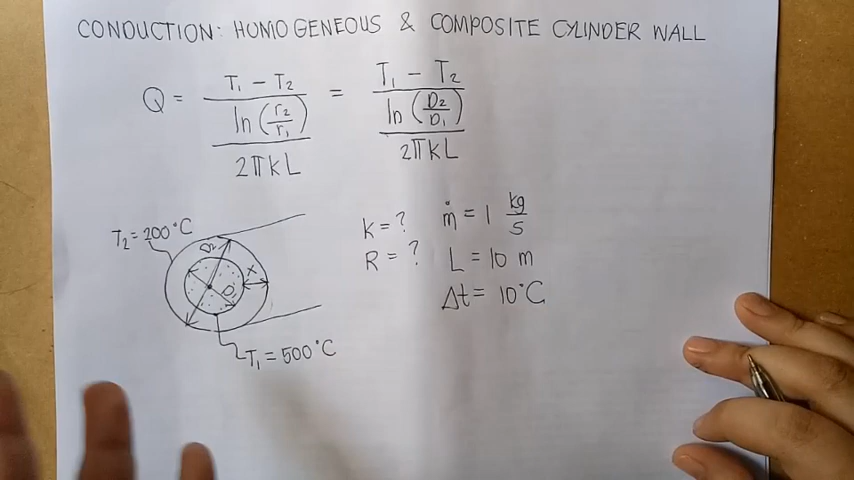 CONDUCTION: HOMOGENEOUS & COMPOSITE CYLINDER WALL
Q = T₁ - T₂ / (ln (r₂/r₁) / 2πkL) = T₁ - T₂ / (ln (D₂/D₁) / 2πkL)
T₂ = 200°C
D₂
x
D₁
T₁ = 500°C
k = ?
R = ?
ṁ = 1 kg/s
L = 10 m
Δt = 10°C